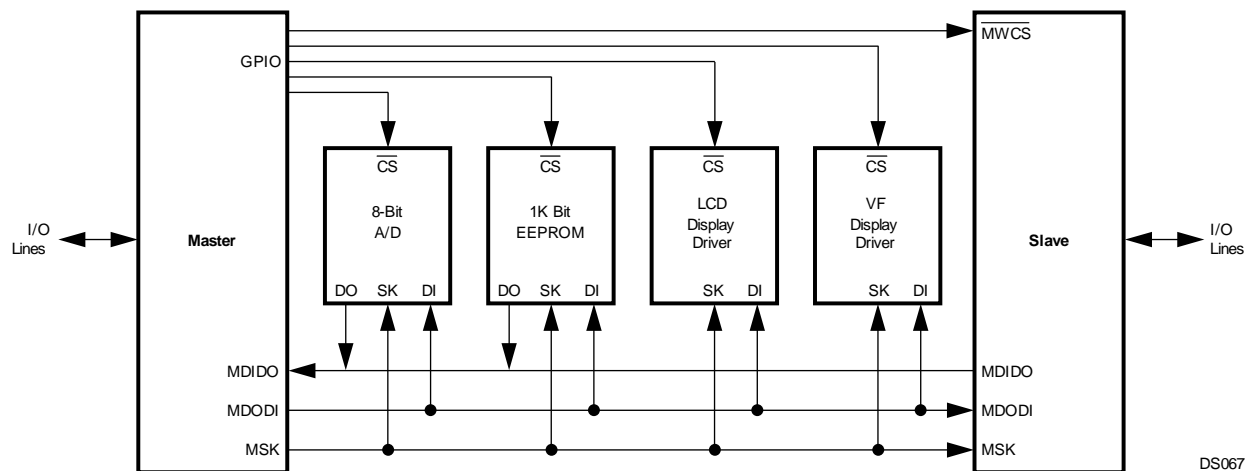 GPIO
MWCS
CS
CS
CS
CS
8-Bit
A/D
1K Bit
EEPROM
LCD
Display
Driver
VF
Display
Driver
I/O
Lines
Master
Slave
I/O
Lines
DO SK DI
DO SK DI
SK DI
SK DI
MDIDO
MDIDO
MDODI
MDODI
MSK
MSK
DS067